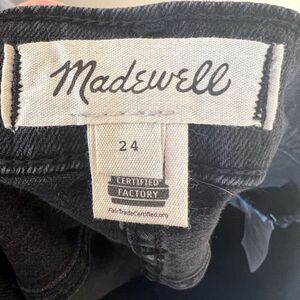 Madewell
24
CERTIFIED
FACTORY
FairTradeCertified.org